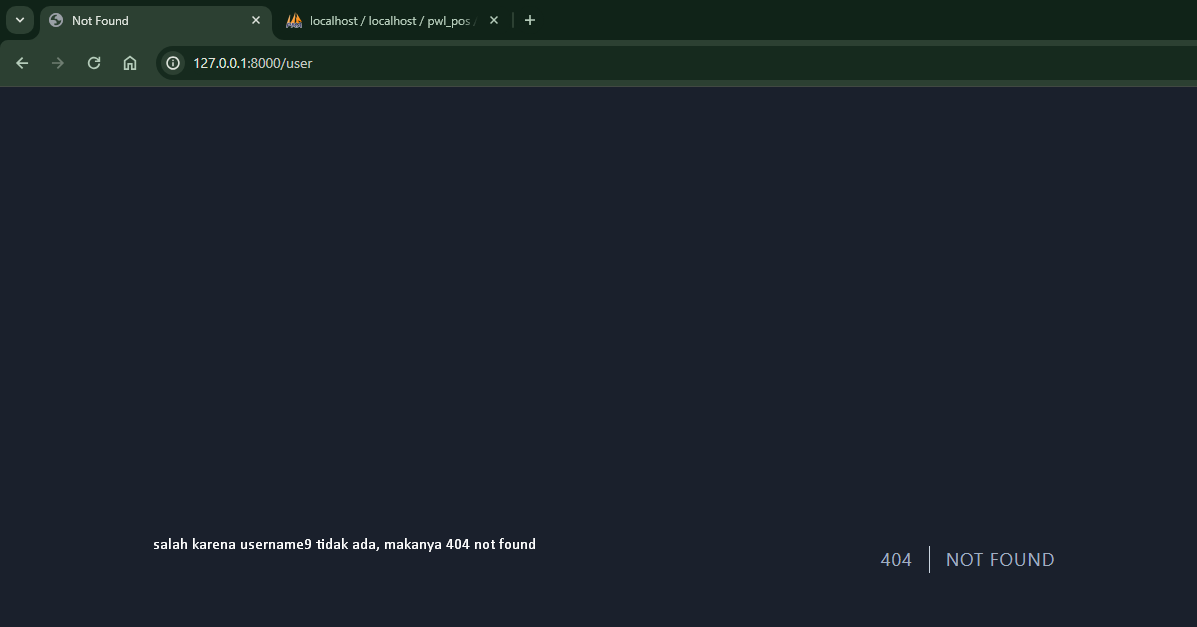 Not Found
localhost / localhost / pwl_pos /
127.0.0.1:8000/user
salah karena username9 tidak ada, makanya 404 not found
404 | NOT FOUND